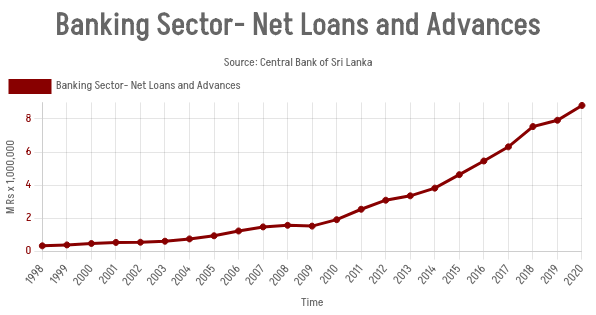 Banking Sector- Net Loans and Advances
Source: Central Bank of Sri Lanka
Banking Sector- Net Loans and Advances
MRs x 1,000,000
8
6
4
2
0
1998 1999 2000 2001 2002 2003 2004 2005 2006 2007 2008 2009 2010 2011 2012 2013 2014 2015 2016 2017 2018 2019 2020
Time